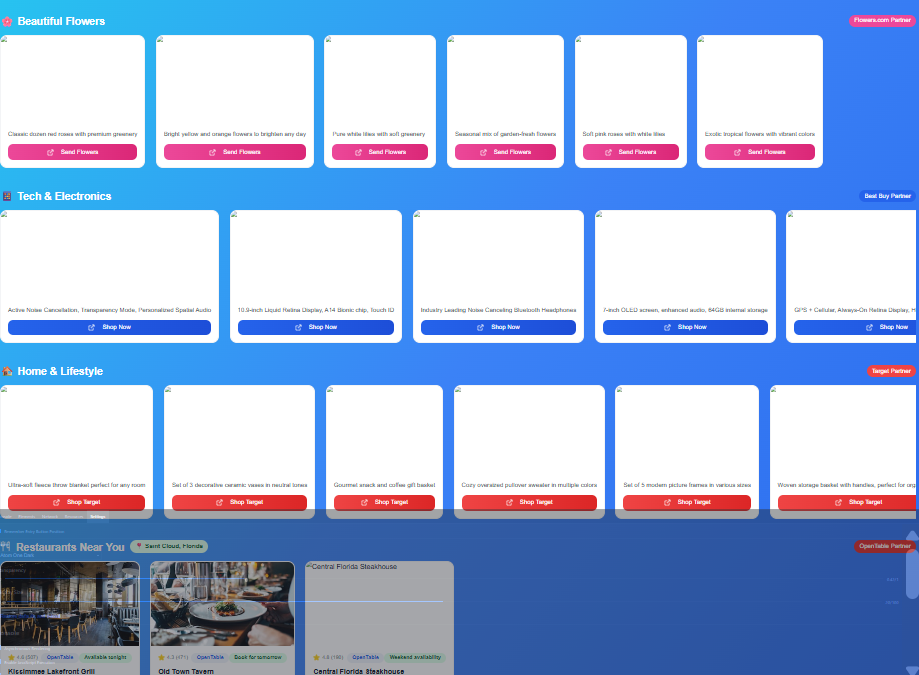 Beautiful Flowers
Flowers.com Partner
Classic dozen red roses with premium greenery
Bright yellow and orange flowers to brighten any day
Pure white lilies with soft greenery
Seasonal mix of garden-fresh flowers
Soft pink roses with white lilies
Exotic tropical flowers with vibrant colors
Send Flowers
Send Flowers
Send Flowers
Send Flowers
Send Flowers
Send Flowers
Tech & Electronics
Best Buy Partner
Active Noise Cancellation, Transparency Mode, Personalized Spatial Audio
10.9-inch Liquid Retina Display, A14 Bionic chip, Touch ID
Industry Leading Noise Canceling Bluetooth Headphones
7-inch OLED screen, enhanced audio, 64GB internal storage
GPS + Cellular, Always-On Retina Display, H
Shop Now
Shop Now
Shop Now
Shop Now
Shop Now
Home & Lifestyle
Target Partner
Ultra-soft fleece throw blanket perfect for any room
Set of 3 decorative ceramic vases in neutral tones
Gourmet snack and coffee gift basket
Cozy oversized pullover sweater in multiple colors
Set of 5 modern picture frames in various sizes
Woven storage basket with handles, perfect for org
Shop Target
Shop Target
Shop Target
Shop Target
Shop Target
Shop Target
Settings
Restaurants Near You
Saint Cloud, Florida
OpenTable Partner
Central Florida Steakhouse
OpenTable
Available tonight
OpenTable
Book for tomorrow
OpenTable
Weekend availability
Kissimmee Lakefront Grill
Old Town Tavern
Central Florida Steakhouse